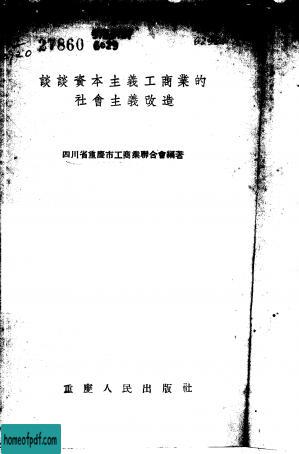 27860
談談資本主義工商業的
社會主義改造
四川省重慶市工商業聯合會編著
重慶人民出版社
homeofpdf.com